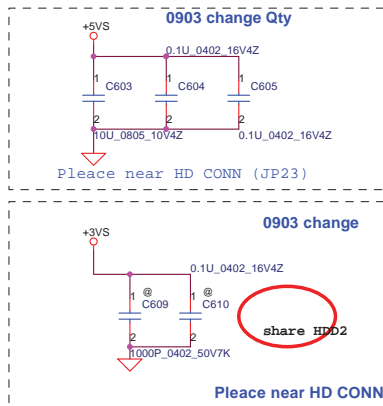 0903 change Qty
+5VS
0.1U_0402_16V4Z
1 1 1
C603 C604 C605
2 2 2
10U_0805_10V4Z 0.1U_0402_16V4Z
Pleace near HD CONN (JP23)
0903 change
+3VS
0.1U_0402_16V4Z
@ @
1 1
C609 C610
share HDD2
2 2
1000P_0402_50V7K
Pleace near HD CONN